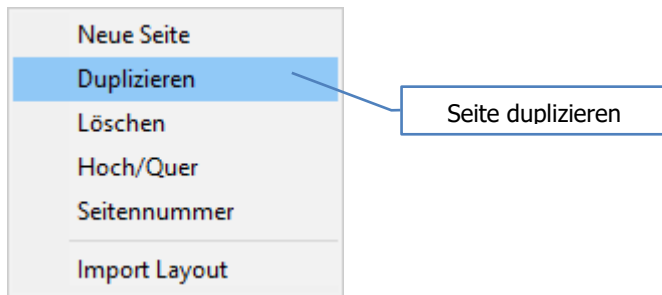 Neue Seite
Duplizieren
Löschen
Hoch/Quer
Seitennummer
Import Layout
Seite duplizieren